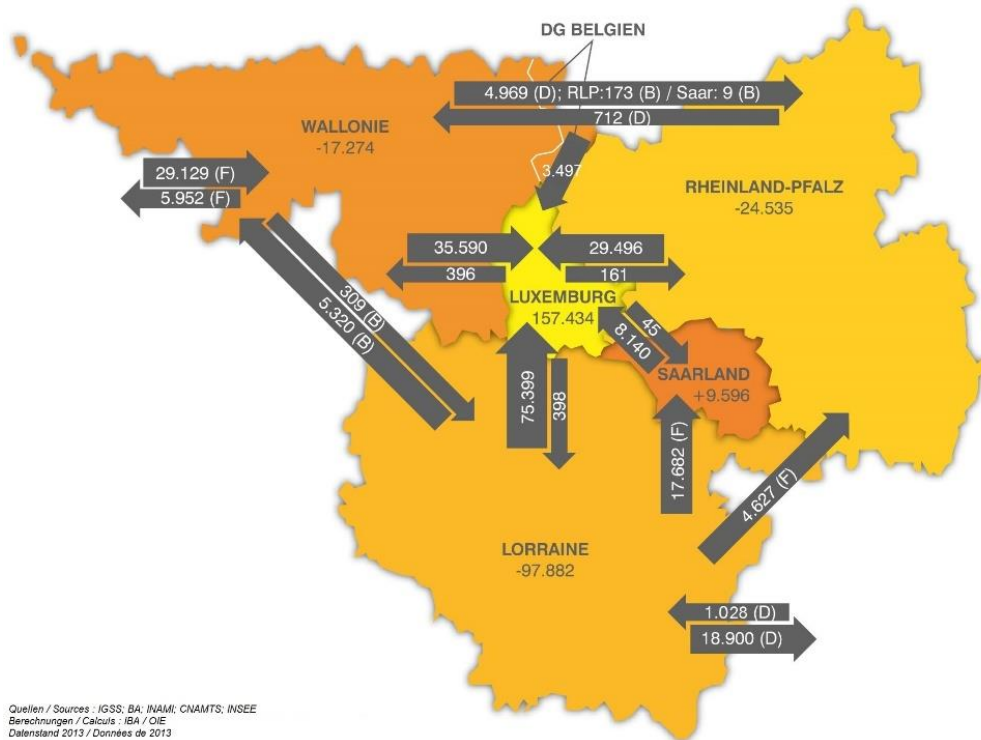 DG BELGIEN
4.969 (D); RLP:173 (B) / Saar: 9 (B)
712 (D)
WALLONIE
-17.274
29.129 (F)
5.952 (F)
3.497
RHEINLAND-PFALZ
-24.535
35.590
396
29.496
161
LUXEMBURG
157.434
309 (B)
5.320 (B)
45
8.140
SAARLAND
+9.596
75.399
398
17.682 (F)
4.627 (F)
LORRAINE
-97.882
1.028 (D)
18.900 (D)
Quellen / Sources : IGSS; BA; INAMI; CNAMTS; INSEE
Berechnungen / Calculs : IBA / OIE
Datenstand 2013 / Données de 2013